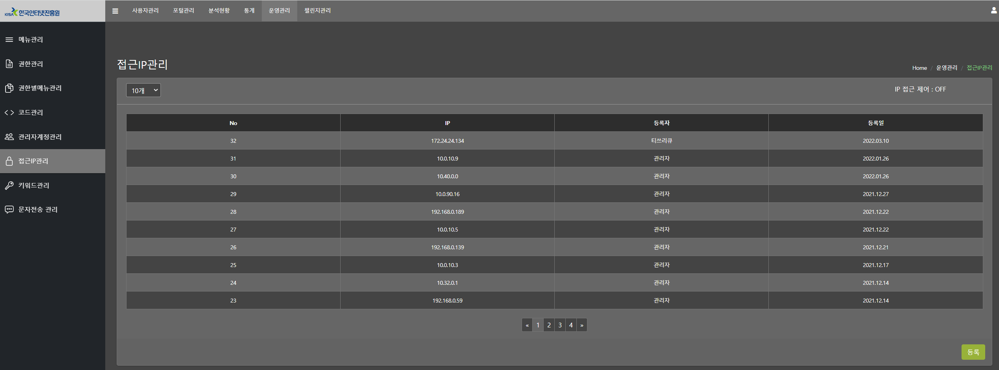 KISA 한국인터넷진흥원
사용자관리 포털관리 분석현황 통계 운영관리 챌린지관리
메뉴관리
권한관리
권한별메뉴관리
코드관리
관리자계정관리
접근IP관리
키워드관리
문자전송 관리
접근IP관리
Home / 운영관리 / 접근IP관리
10개
IP 접근 제어 : OFF
No IP 등록자 등록일
32 172.24.24.134 티쓰리큐 2022.03.10
31 10.0.10.9 관리자 2022.01.26
30 10.40.0.0 관리자 2022.01.26
29 10.0.90.16 관리자 2021.12.27
28 192.168.0.189 관리자 2021.12.22
27 10.0.10.5 관리자 2021.12.22
26 192.168.0.139 관리자 2021.12.21
25 10.0.10.3 관리자 2021.12.17
24 10.32.0.1 관리자 2021.12.14
23 192.168.0.59 관리자 2021.12.14
« 1 2 3 4 »
등록